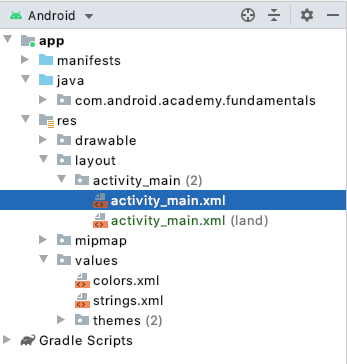 Android
app
manifests
java
com.android.academy.fundamentals
res
drawable
layout
activity_main (2)
activity_main.xml
activity_main.xml (land)
mipmap
values
colors.xml
strings.xml
themes (2)
Gradle Scripts